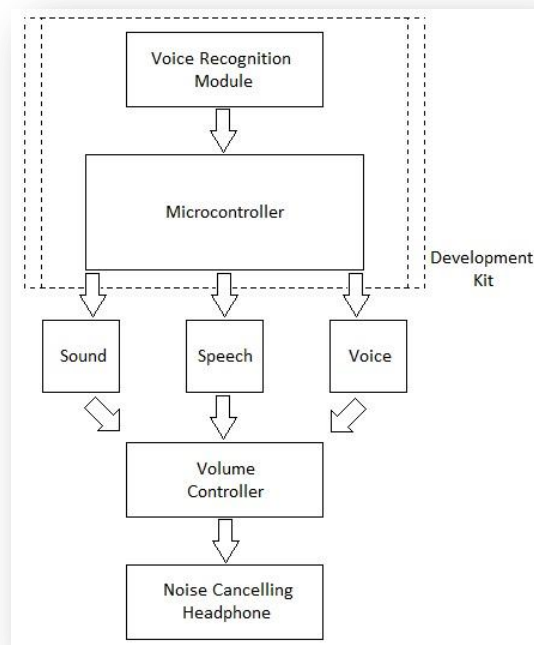 Voice Recognition
Module
Microcontroller
Development
Kit
Sound
Speech
Voice
Volume
Controller
Noise Cancelling
Headphone